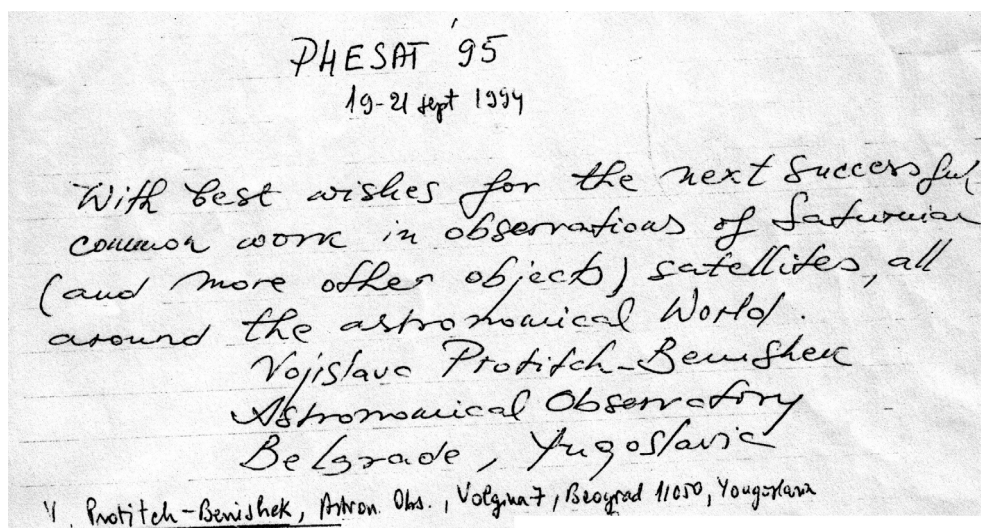 PHESAT '95
19-21 sept 1994
With best wishes for the next successful
common work in observations of Saturnian
(and more other objects) satellites, all
around the astronomical World.
Vojislava Protitch-Benishek
Astronomical Observatory
Belgrade, Yugoslavia
V. Protitch-Benishek, Astron. Obs., Volgina 7, Beograd 11050, Yougoslavia